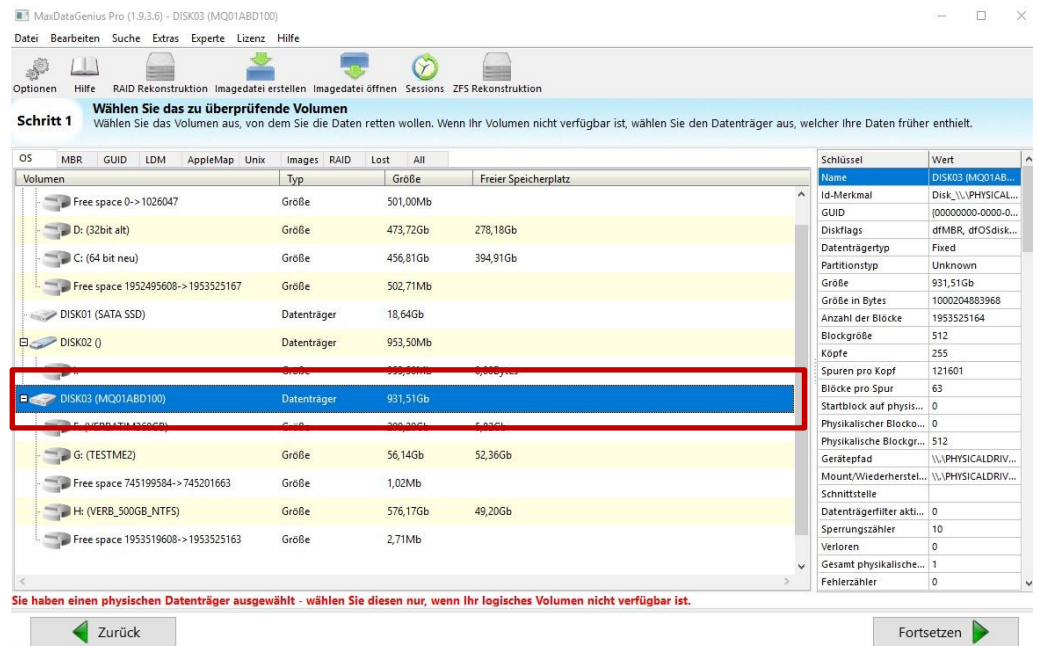 MaxDataGenius Pro (1.9.3.6) - DISK03 (MQ01ABD100)
Datei Bearbeiten Suche Extras Experte Lizenz Hilfe
Optionen Hilfe RAID Rekonstruktion Imagedatei erstellen Imagedatei öffnen Sessions ZFS Rekonstruktion
Schritt 1
Wählen Sie das zu überprüfende Volumen
Wählen Sie das Volumen aus, von dem Sie die Daten retten wollen. Wenn Ihr Volumen nicht verfügbar ist, wählen Sie den Datenträger aus, welcher Ihre Daten früher enthielt.
OS MBR GUID LDM AppleMap Unix Images RAID Lost All
Volumen Typ Größe Freier Speicherplatz
Free space 0->1026047 Größe 501,00Mb
D: (32bit alt) Größe 473,72Gb 278,18Gb
C: (64 bit neu) Größe 456,81Gb 394,91Gb
Free space 1952495608->1953525167 Größe 502,71Mb
DISK01 (SATA SSD) Datenträger 18,64Gb
DISK02 () Datenträger 953,50Mb
Größe 953,50Mb 0,00Bytes
DISK03 (MQ01ABD100) Datenträger 931,51Gb
Größe
G: (TESTME2) Größe 56,14Gb 52,36Gb
Free space 745199584->745201663 Größe 1,02Mb
H: (VERB_500GB_NTFS) Größe 576,17Gb 49,20Gb
Free space 1953519608->1953525163 Größe 2,71Mb
Schlüssel Wert
Name DISK03 (MQ01AB...
Id-Merkmal Disk_\\.\PHYSICAL...
GUID {00000000-0000-0...
Diskflags dfMBR, dfOSdisk...
Datenträgertyp Fixed
Partitionstyp Unknown
Größe 931,51Gb
Größe in Bytes 1000204883968
Anzahl der Blöcke 1953525164
Blockgröße 512
Köpfe 255
Spuren pro Kopf 121601
Blöcke pro Spur 63
Startblock auf physis... 0
Physikalischer Blocko... 0
Physikalische Blockgr... 512
Gerätepfad \\.\PHYSICALDRIV...
Mount/Wiederherstel... \\.\PHYSICALDRIV...
Schnittstelle
Datenträgerfilter akti... 0
Sperrungszähler 10
Verloren 0
Gesamt physikalische... 1
Fehlerzähler 0
Sie haben einen physischen Datenträger ausgewählt - wählen Sie diesen nur, wenn Ihr logisches Volumen nicht verfügbar ist.
Zurück Fortsetzen